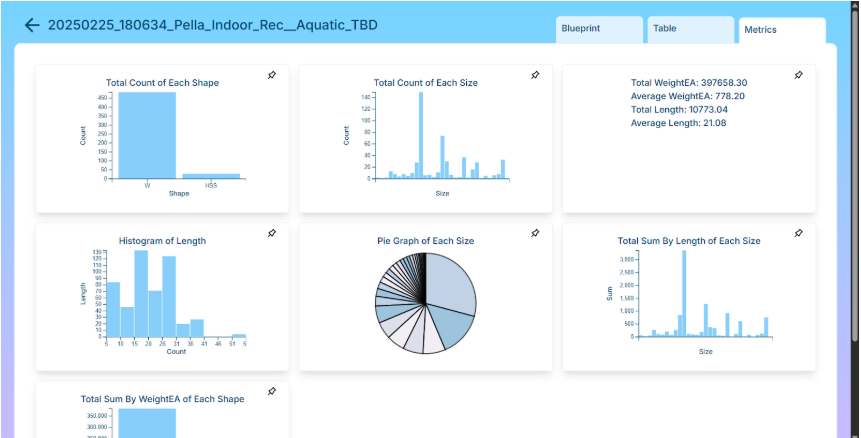 20250225_180634_Pella_Indoor_Rec__Aquatic_TBD
Blueprint
Table
Metrics
Total Count of Each Shape
Count
450
400
350
300
250
200
150
100
50
0
W
HSS
Shape
Total Count of Each Size
Count
140
120
100
80
60
40
20
0
Size
Total WeightEA: 397658.30
Average WeightEA: 778.20
Total Length: 10773.04
Average Length: 21.08
Histogram of Length
Length
130
120
110
100
90
80
70
60
50
40
30
20
10
0
5 10 15 20 26 31 36 41 46 51 5
Count
Pie Graph of Each Size
Total Sum By Length of Each Size
Sum
3,000
2,500
2,000
1,500
1,000
500
0
Size
Total Sum By WeightEA of Each Shape
350,000
300,000